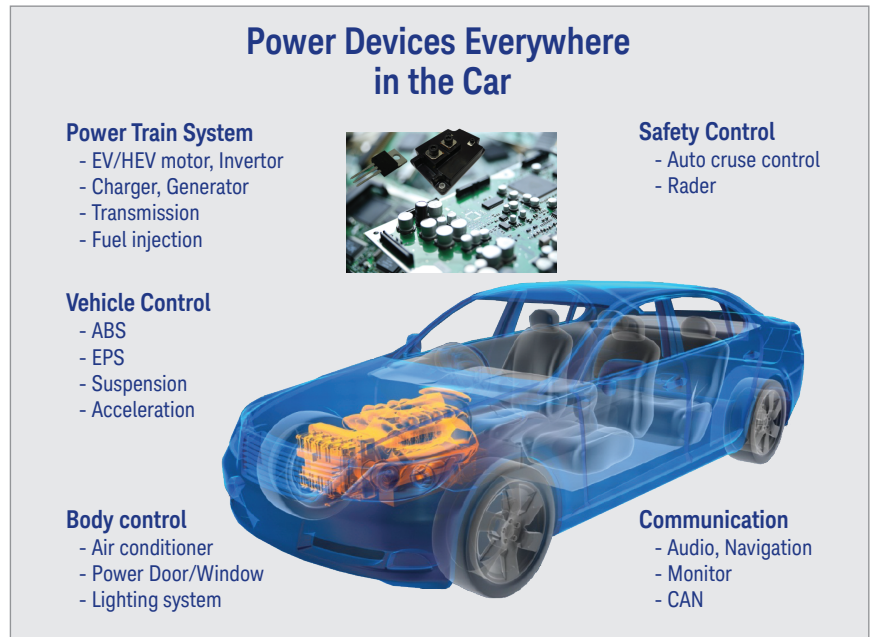 Power Devices Everywhere
in the Car
Power Train System
- EV/HEV motor, Invertor
- Charger, Generator
- Transmission
- Fuel injection
Safety Control
- Auto cruse control
- Rader
Vehicle Control
- ABS
- EPS
- Suspension
- Acceleration
Body control
- Air conditioner
- Power Door/Window
- Lighting system
Communication
- Audio, Navigation
- Monitor
- CAN